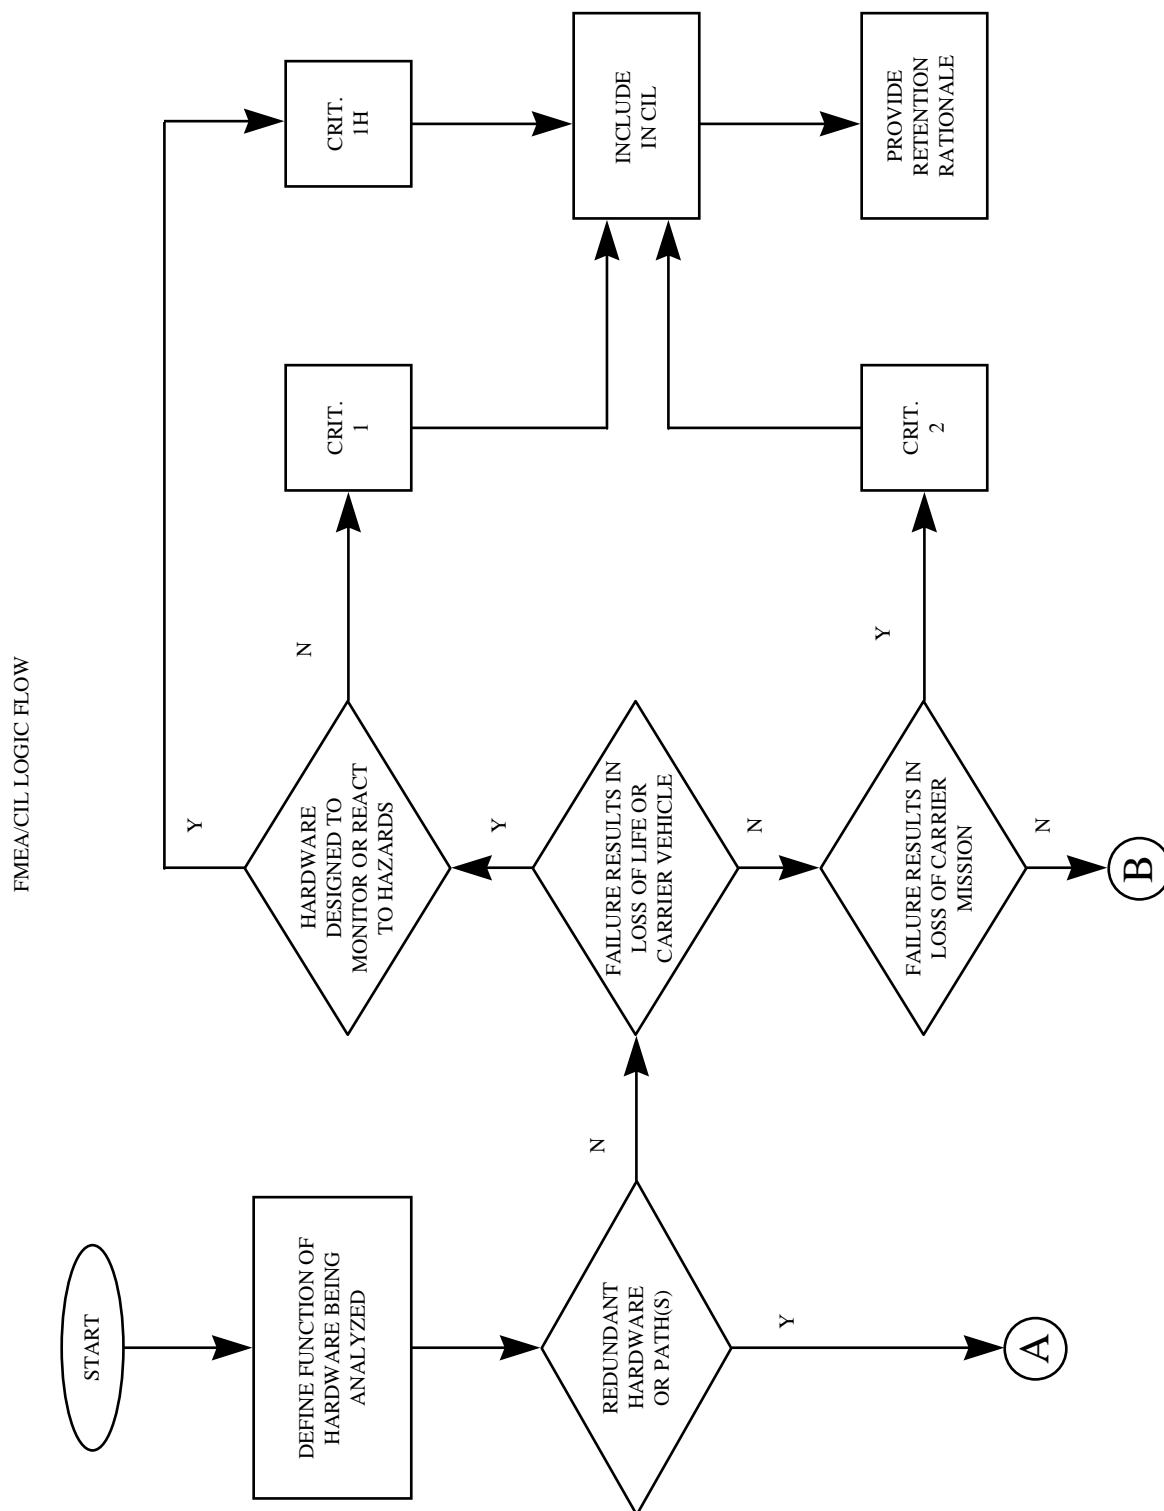 FMEA/CIL LOGIC FLOW
START
DEFINE FUNCTION OF
HARDWARE BEING
ANALYZED
REDUNDANT
HARDWARE
OR PATH(S)
Y
A
N
FAILURE RESULTS IN
LOSS OF LIFE OR
CARRIER VEHICLE
Y
N
HARDWARE
DESIGNED TO
MONITOR OR REACT
TO HAZARDS
Y
N
FAILURE RESULTS IN
LOSS OF CARRIER
MISSION
Y
N
B
CRIT.
1
CRIT.
2
CRIT.
1H
INCLUDE
IN CIL
PROVIDE
RETENTION
RATIONALE